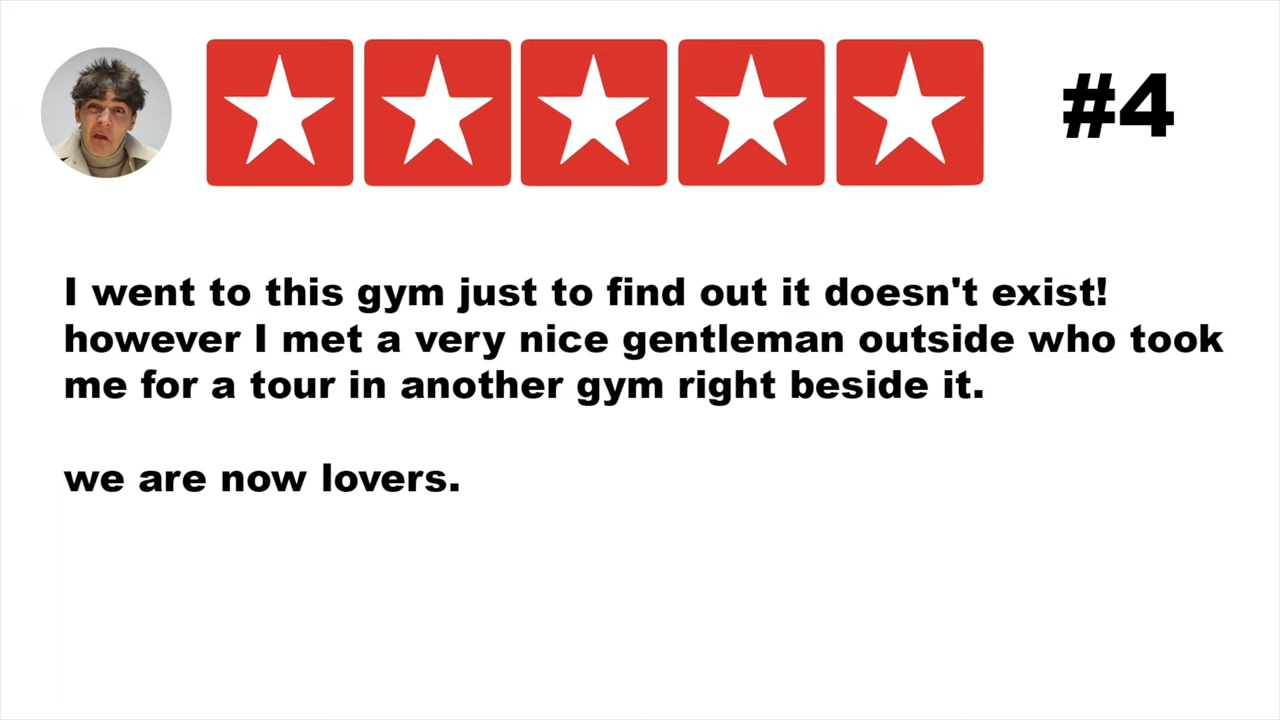 #4
I went to this gym just to find out it doesn't exist!
however I met a very nice gentleman outside who took
me for a tour in another gym right beside it.
we are now lovers.